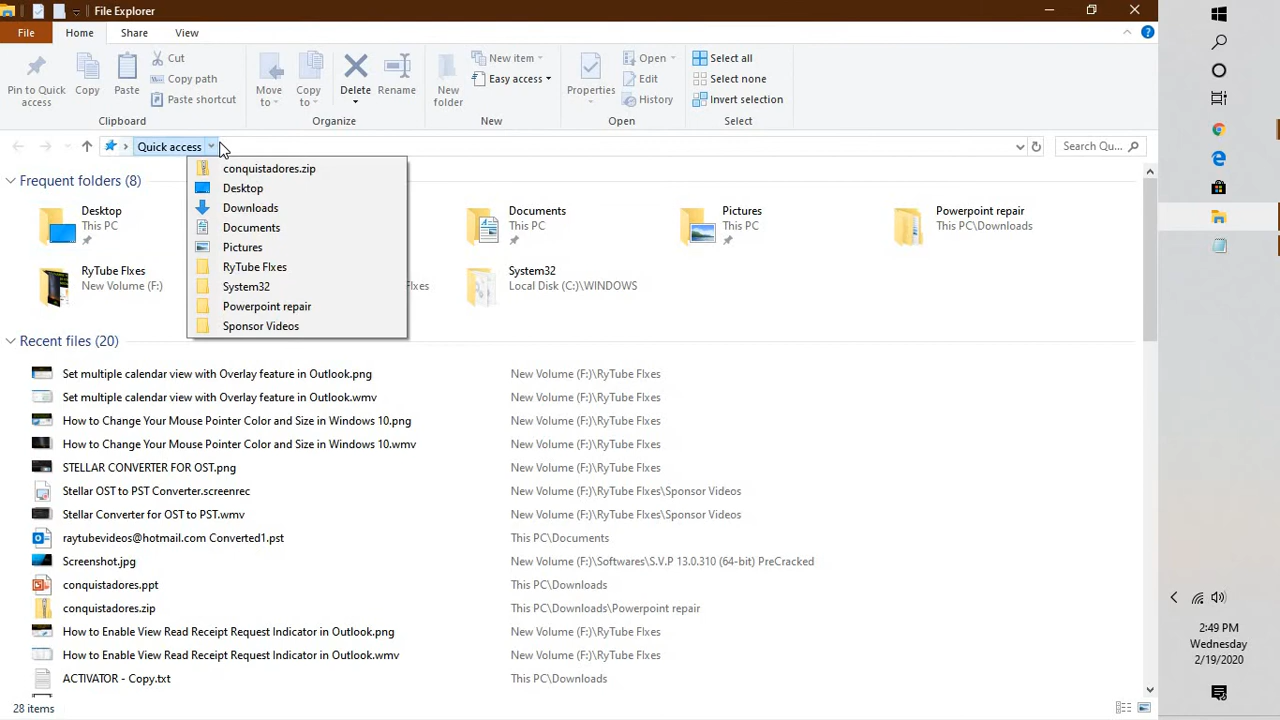 File Explorer
File Home Share View
Pin to Quick access
Copy
Paste
Cut
Copy path
Paste shortcut
Clipboard
Move to
Copy to
Delete
Rename
Organize
New folder
New item
Easy access
New
Properties
Open
Edit
History
Open
Select all
Select none
Invert selection
Select
Quick access
Search Qu...
conquistadores.zip
Desktop
Downloads
Documents
Pictures
RyTube FIxes
System32
Powerpoint repair
Sponsor Videos
Frequent folders (8)
Desktop
This PC
Documents
This PC
Pictures
This PC
Powerpoint repair
This PC\Downloads
RyTube FIxes
New Volume (F:)
FIxes
System32
Local Disk (C:)\WINDOWS
Recent files (20)
Set multiple calendar view with Overlay feature in Outlook.png New Volume (F:)\RyTube FIxes
Set multiple calendar view with Overlay feature in Outlook.wmv New Volume (F:)\RyTube FIxes
How to Change Your Mouse Pointer Color and Size in Windows 10.png New Volume (F:)\RyTube FIxes
How to Change Your Mouse Pointer Color and Size in Windows 10.wmv New Volume (F:)\RyTube FIxes
STELLAR CONVERTER FOR OST.png New Volume (F:)\RyTube FIxes
Stellar OST to PST Converter.screenrec New Volume (F:)\RyTube FIxes\Sponsor Videos
Stellar Converter for OST to PST.wmv New Volume (F:)\RyTube FIxes\Sponsor Videos
raytubevideos@hotmail.com Converted1.pst This PC\Documents
Screenshot.jpg New Volume (F:)\Softwares\S.V.P 13.0.310 (64-bit) PreCracked
conquistadores.ppt This PC\Downloads
conquistadores.zip This PC\Downloads\Powerpoint repair
How to Enable View Read Receipt Request Indicator in Outlook.png New Volume (F:)\RyTube FIxes
How to Enable View Read Receipt Request Indicator in Outlook.wmv New Volume (F:)\RyTube FIxes
ACTIVATOR - Copy.txt This PC\Downloads
28 items
2:49 PM
Wednesday
2/19/2020